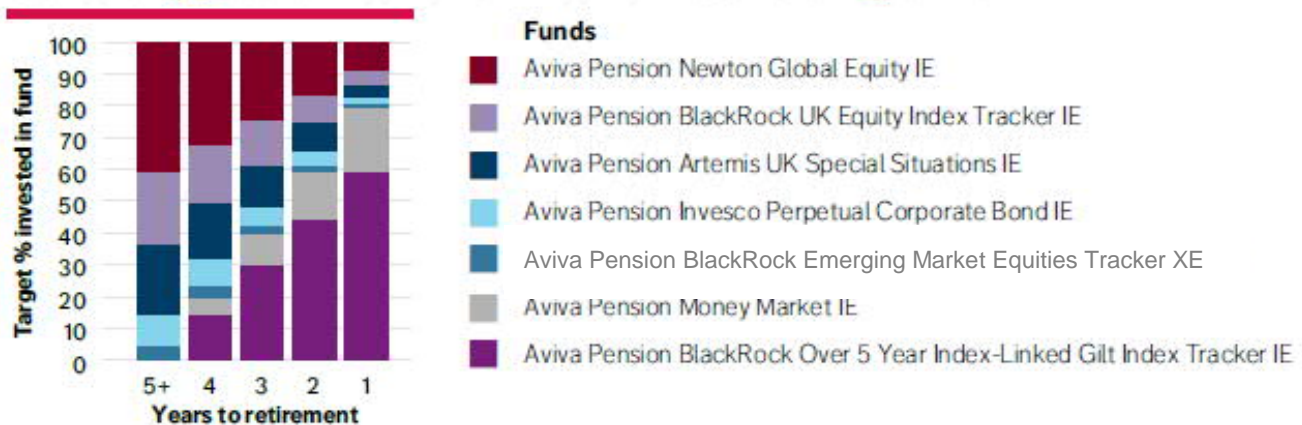 Funds
100
90
80
70
60
50
40
30
20
10
0
Target % invested in fund
5+ 4 3 2 1
Years to retirement
Aviva Pension Newton Global Equity IE
Aviva Pension BlackRock UK Equity Index Tracker IE
Aviva Pension Artemis UK Special Situations IE
Aviva Pension Invesco Perpetual Corporate Bond IE
Aviva Pension BlackRock Emerging Market Equities Tracker XE
Aviva Pension Money Market IE
Aviva Pension BlackRock Over 5 Year Index-Linked Gilt Index Tracker IE